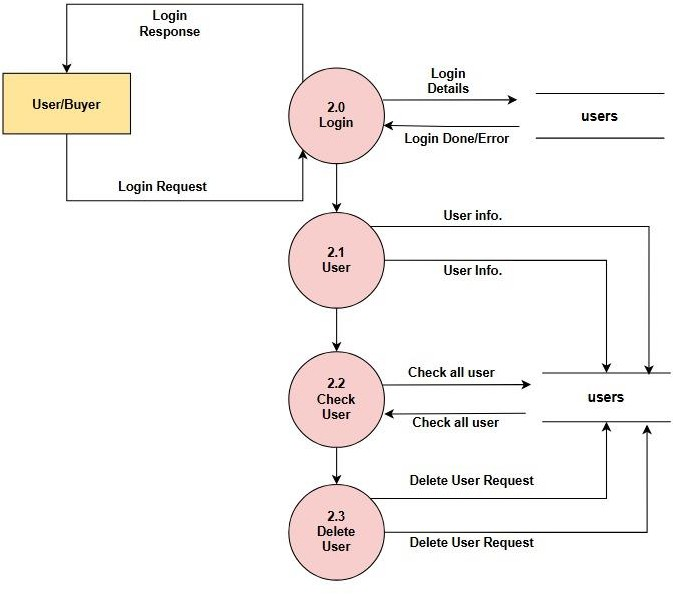 Login
Response
User/Buyer
2.0
Login
Login
Details
users
Login Done/Error
Login Request
User info.
2.1
User
User Info.
2.2
Check
User
Check all user
users
Check all user
Delete User Request
2.3
Delete
User
Delete User Request